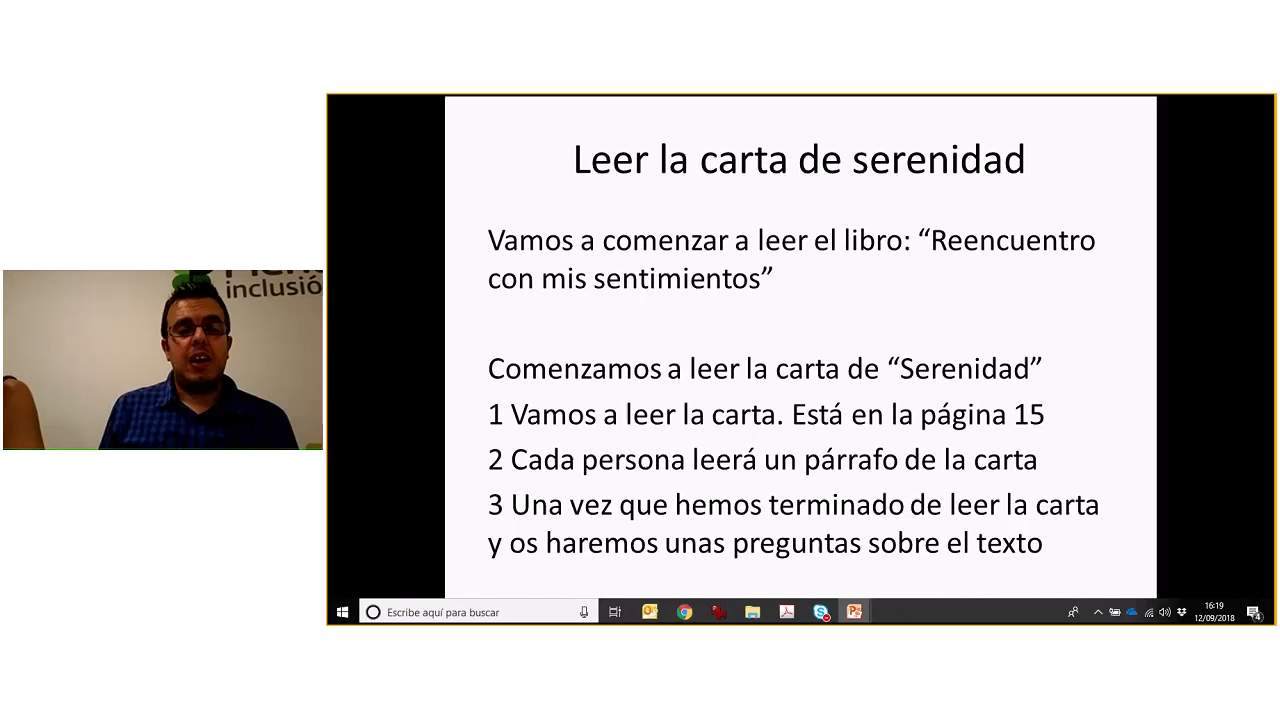 inclusió
Leer la carta de serenidad
Vamos a comenzar a leer el libro: “Reencuentro
con mis sentimientos”
Comenzamos a leer la carta de “Serenidad”
1 Vamos a leer la carta. Está en la página 15
2 Cada persona leerá un párrafo de la carta
3 Una vez que hemos terminado de leer la carta
y os haremos unas preguntas sobre el texto
Escribe aquí para buscar
16:19
12/09/2018
4